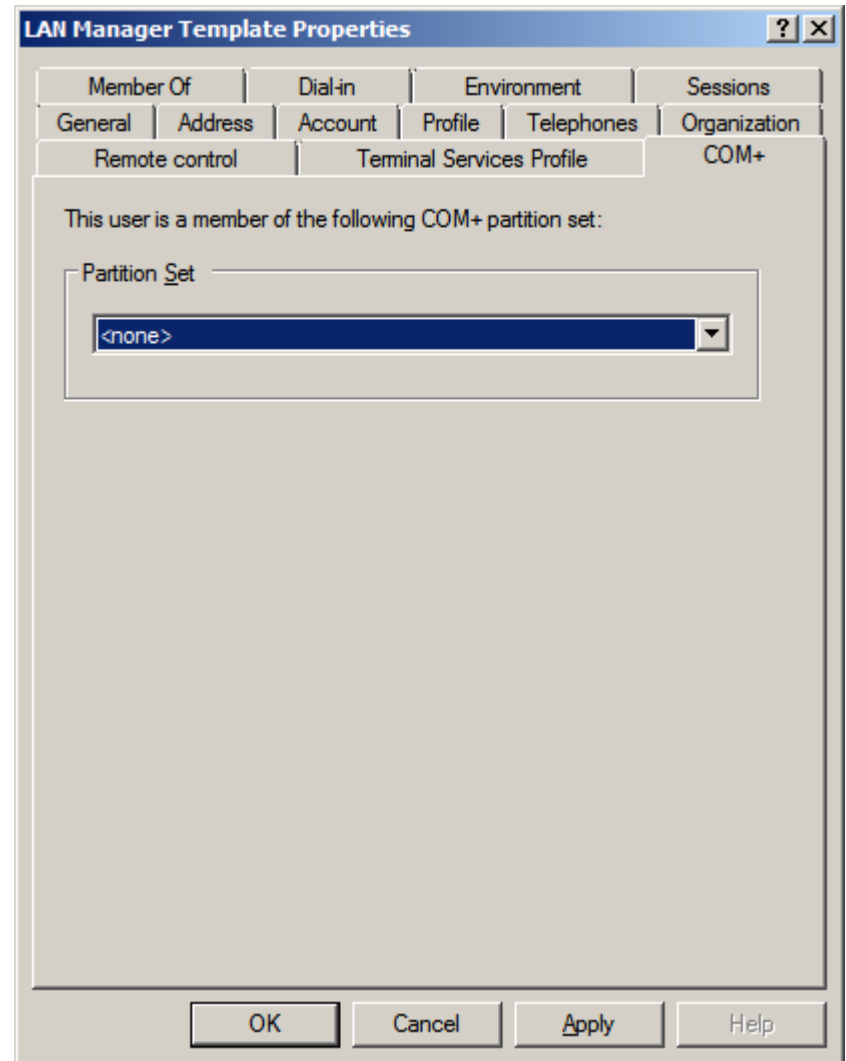 LAN Manager Template Properties
Member Of Dial-in Environment Sessions
General Address Account Profile Telephones Organization
Remote control Terminal Services Profile COM+
This user is a member of the following COM+ partition set:
Partition Set
<none>
OK Cancel Apply Help